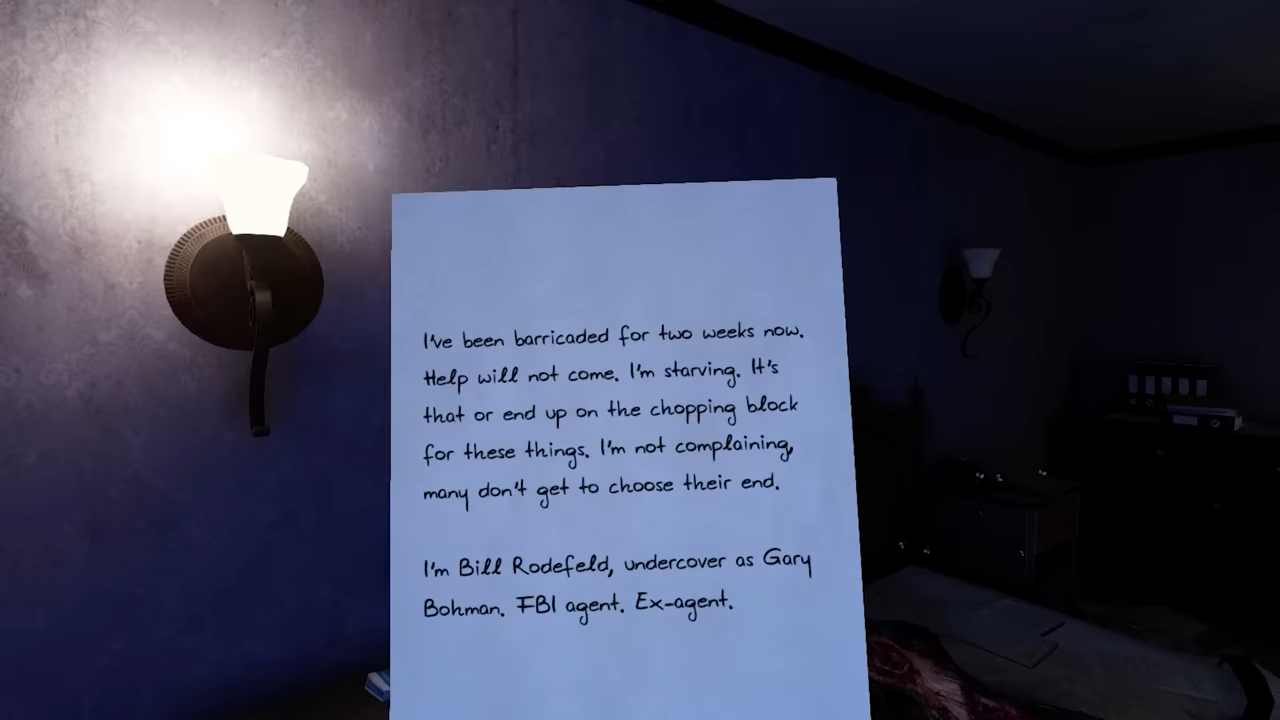 I've been barricaded for two weeks now.
Help will not come. I'm starving. It's
that or end up on the chopping block
for these things. I'm not complaining,
many don't get to choose their end.
I'm Bill Rodefeld, undercover as Gary
Bohman. FBI agent. Ex-agent.